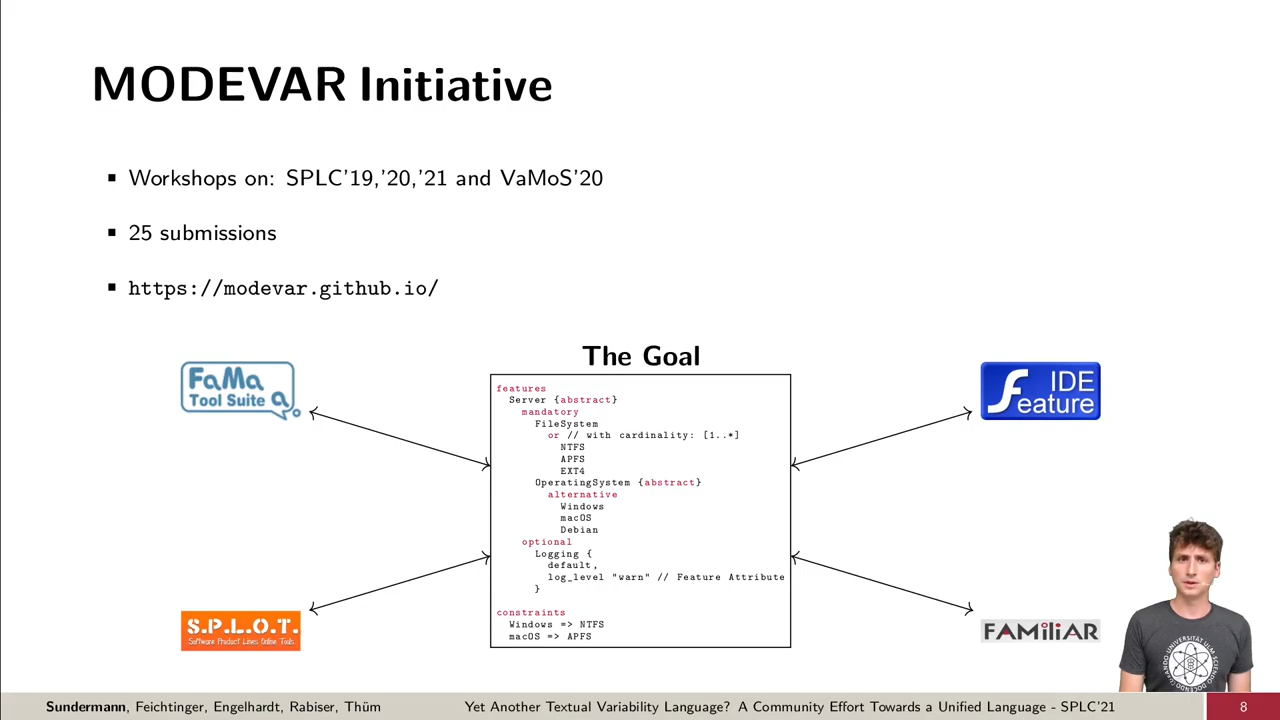 MODEVAR Initiative
Workshops on: SPLC'19,'20,'21 and VaMoS'20
25 submissions
https://modevar.github.io/
The Goal
FaMa
Tool Suite
features
Server {abstract}
mandatory
FileSystem
or // with cardinality: [1..*]
NTFS
APFS
EXT4
OperatingSystem {abstract}
alternative
Windows
macOS
Debian
optional
Logging {
default,
log_level "warn" // Feature Attribute
}
constraints
Windows => NTFS
macOS => APFS
IDE
Feature
S.P.L.O.T.
Software Product Lines Online Tools
FAMiliAR
UNIVERSITÄT ULM SCIENDO DOCENDO
Sundermann, Feichtinger, Engelhardt, Rabiser, Thüm
Yet Another Textual Variability Language? A Community Effort Towards a Unified Language - SPLC'21
8